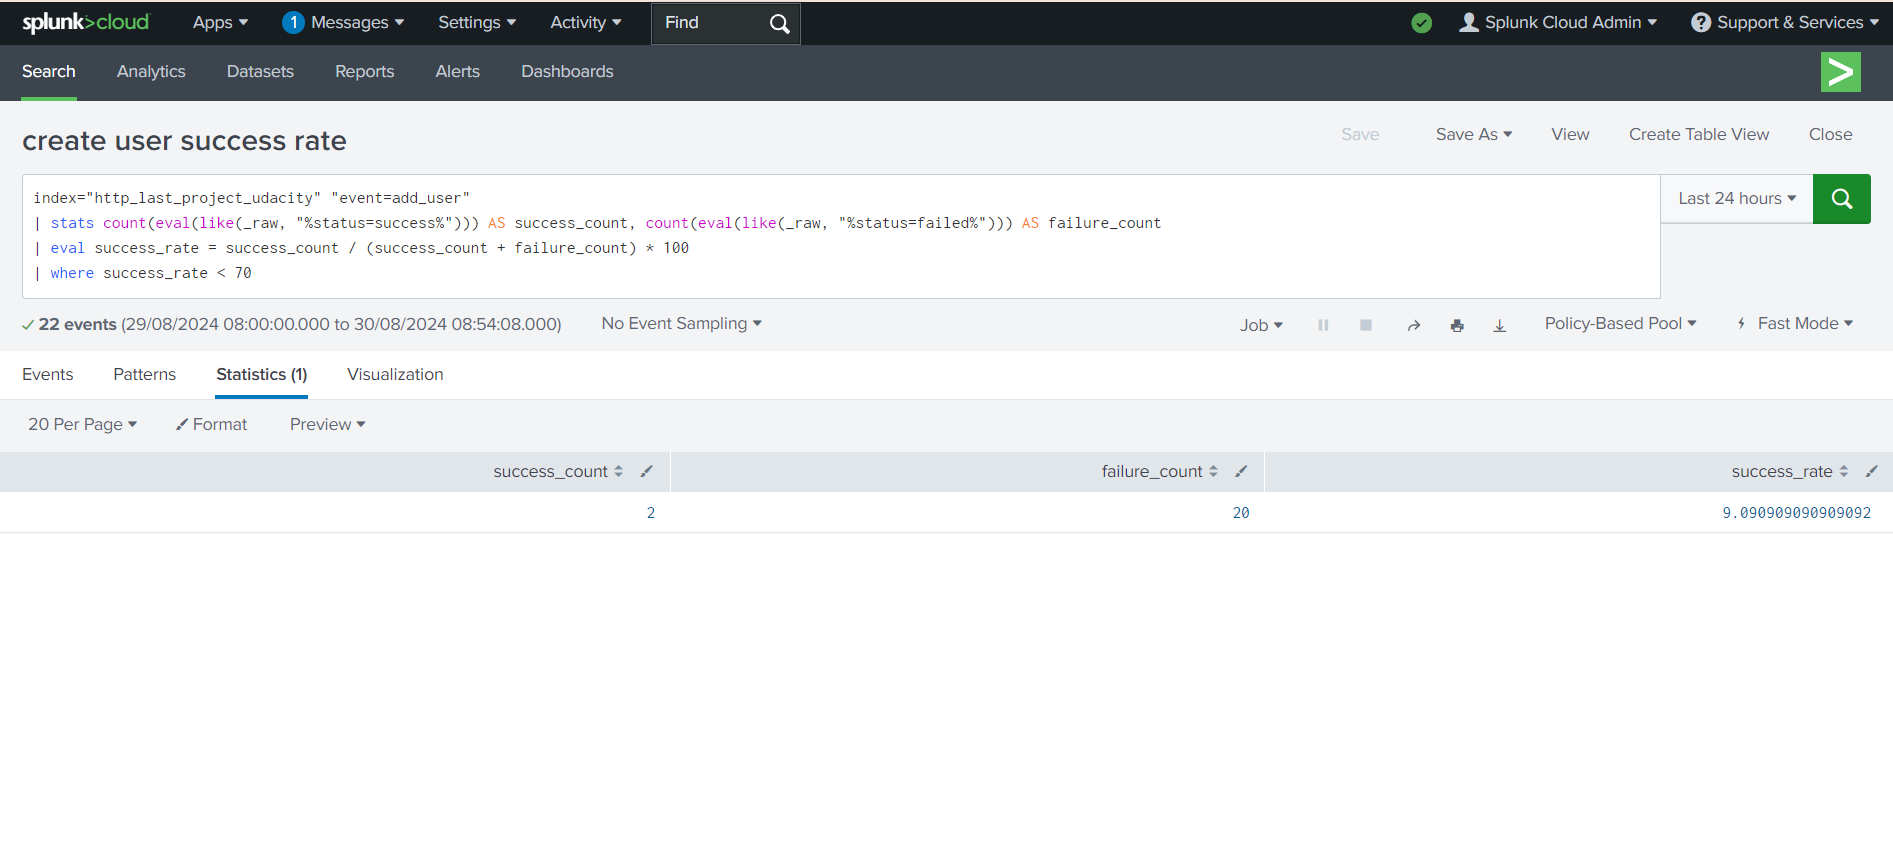 splunk>cloud Apps 1 Messages Settings Activity Find Splunk Cloud Admin ? Support & Services
Search Analytics Datasets Reports Alerts Dashboards >
create user success rate Save Save As View Create Table View Close
index="http_last_project_udacity" "event=add_user" Last 24 hours
| stats count(eval(like(_raw, "%status=success%"))) AS success_count, count(eval(like(_raw, "%status=failed%"))) AS failure_count
| eval success_rate = success_count / (success_count + failure_count) * 100
| where success_rate < 70
22 events (29/08/2024 08:00:00.000 to 30/08/2024 08:54:08.000) No Event Sampling Job Policy-Based Pool Fast Mode
Events Patterns Statistics (1) Visualization
20 Per Page Format Preview
success_count failure_count success_rate
2 20 9.090909090909092